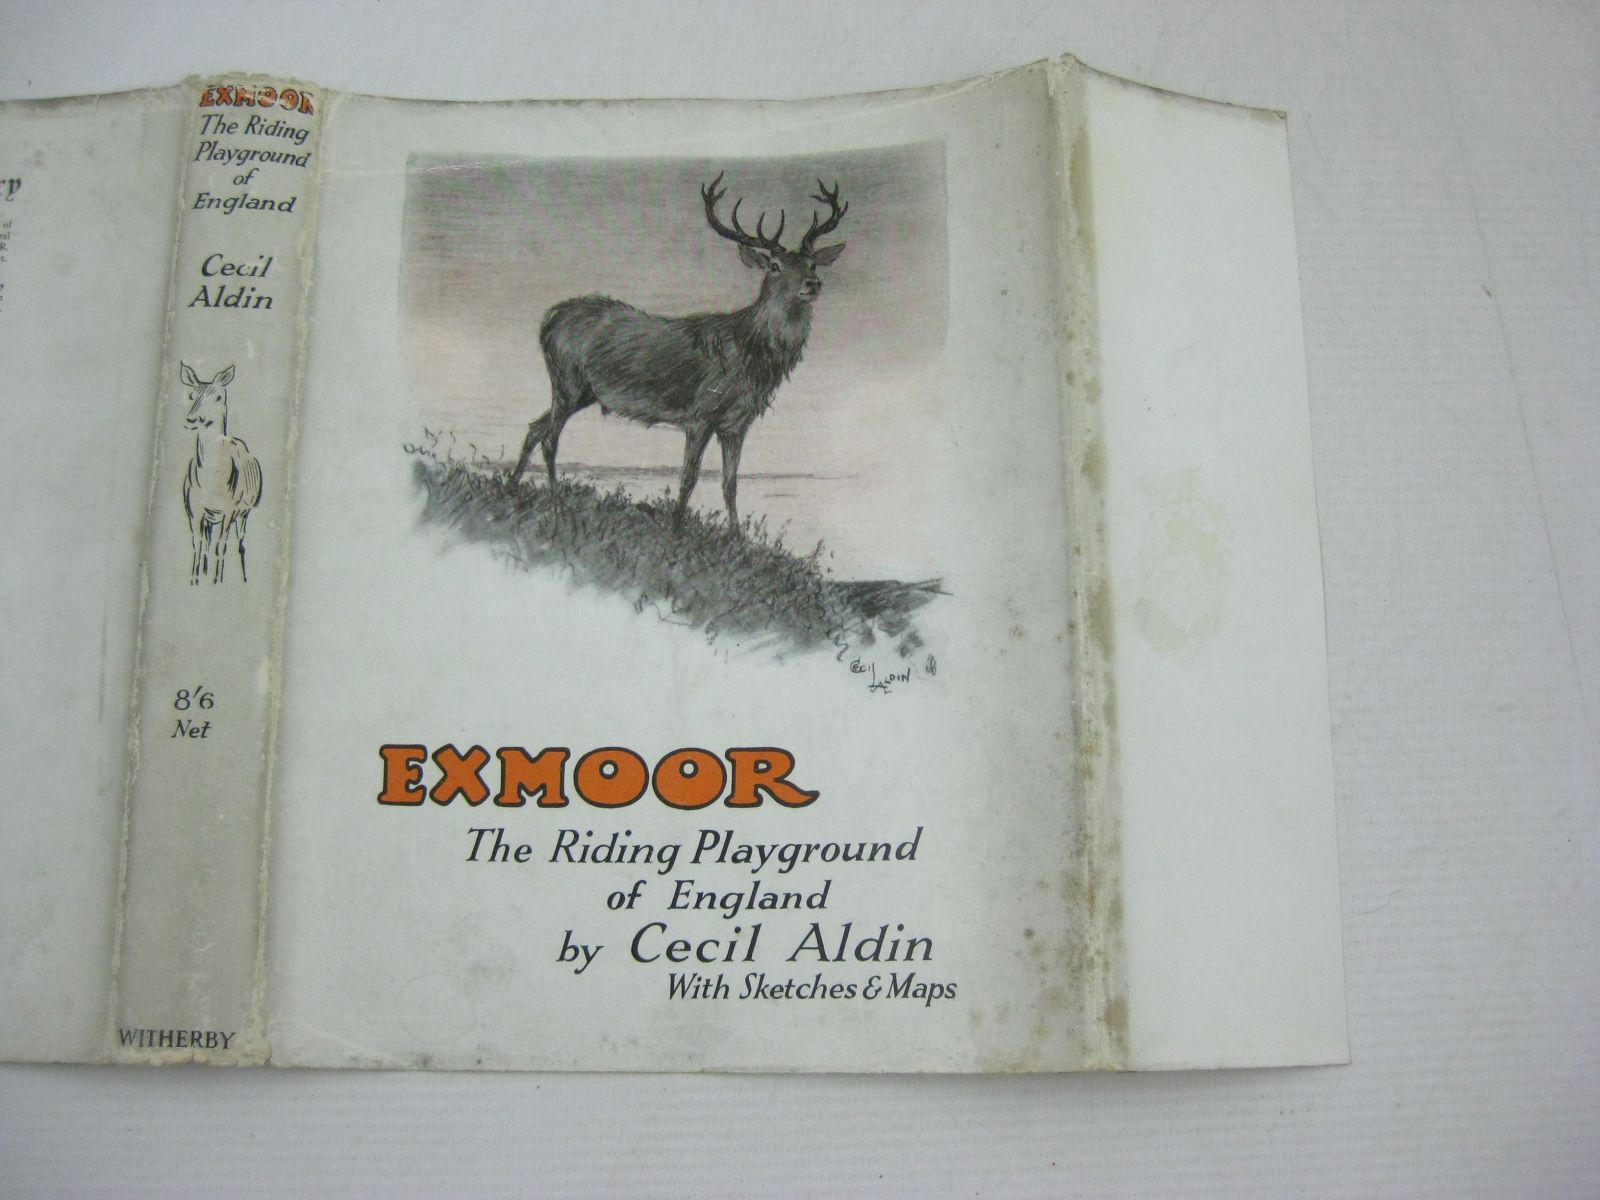 EXMOOR
The Riding
Playground
of
England
Cecil
Aldin
8'6
Net
WITHERBY
CECIL
ALDIN
EXMOOR
The Riding Playground
of England
by Cecil Aldin
With Sketches & Maps
of